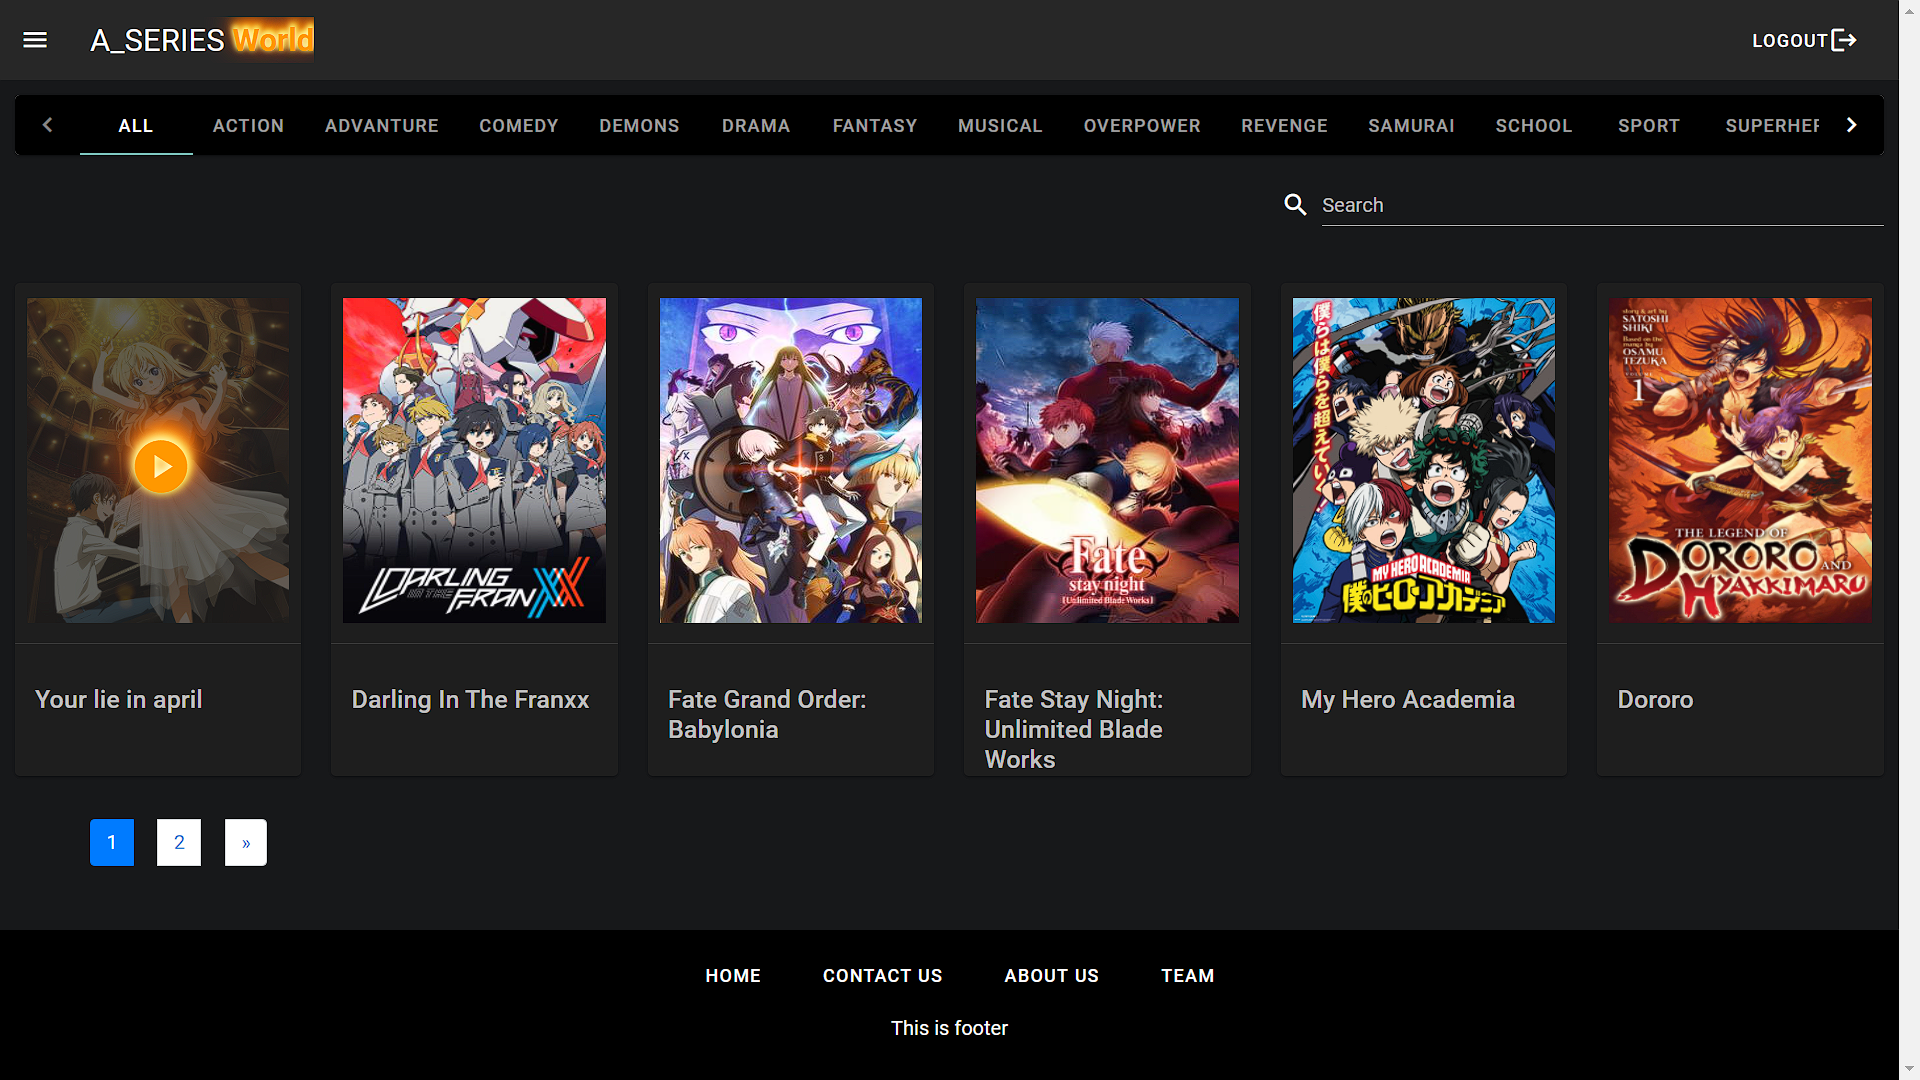 A_SERIES World
LOGOUT
ALL ACTION ADVANTURE COMEDY DEMONS DRAMA FANTASY MUSICAL OVERPOWER REVENGE SAMURAI SCHOOL SPORT SUPERHER
Search
DARLING
IN THE
FRANXX
Fate
stay night
[Unlimited Blade Works]
僕らは僕らを超えていく!
MY HERO ACADEMIA
僕のヒーローアカデミア
story & art by
SATOSHI
SHIKI
Based on the
manga by
OSAMU
TEZUKA
VOLUME
1
THE LEGEND OF
DORORO AND
HYAKKIMARU
Your lie in april
Darling In The Franxx
Fate Grand Order:
Babylonia
Fate Stay Night:
Unlimited Blade
Works
My Hero Academia
Dororo
1 2 »
HOME CONTACT US ABOUT US TEAM
This is footer